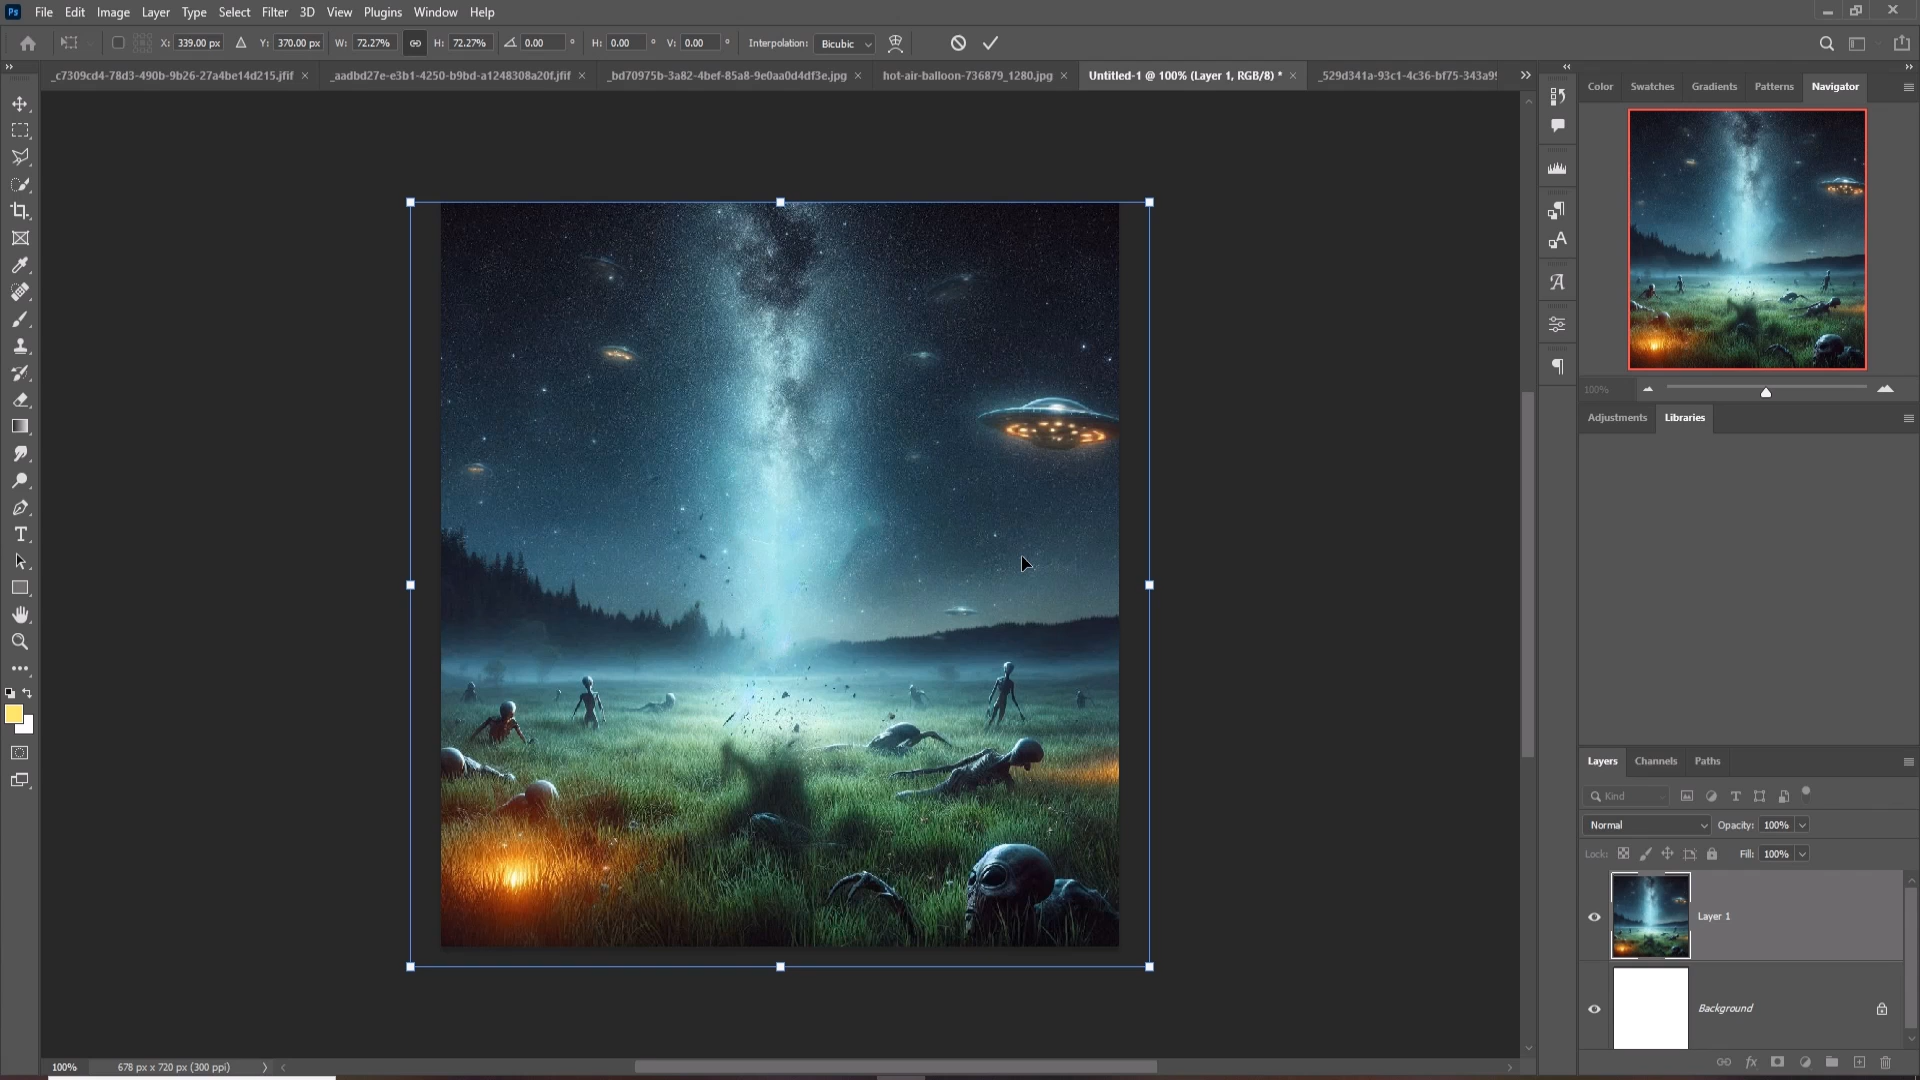 Ps File Edit Image Layer Type Select Filter 3D View Plugins Window Help
X: 339.00 px Y: 370.00 px W: 72.27% H: 72.27% 0.00 ° H: 0.00 ° V: 0.00 ° Interpolation: Bicubic
_c7309cd4-78d3-490b-9b26-27a4be14d215.jfif × _aadbd27e-e3b1-4250-b9bd-a1248308a20f.jfif × _bd70975b-3a82-4bef-85a8-9e0aa0d4df3e.jpg × hot-air-balloon-736879_1280.jpg × Untitled-1 @ 100% (Layer 1, RGB/8) * × _529d341a-93c1-4c36-bf75-343a9
Color Swatches Gradients Patterns Navigator
100%
Adjustments Libraries
Layers Channels Paths
Kind
Normal Opacity: 100%
Lock: Fill: 100%
Layer 1
Background
100% 678 px x 720 px (300 ppi)